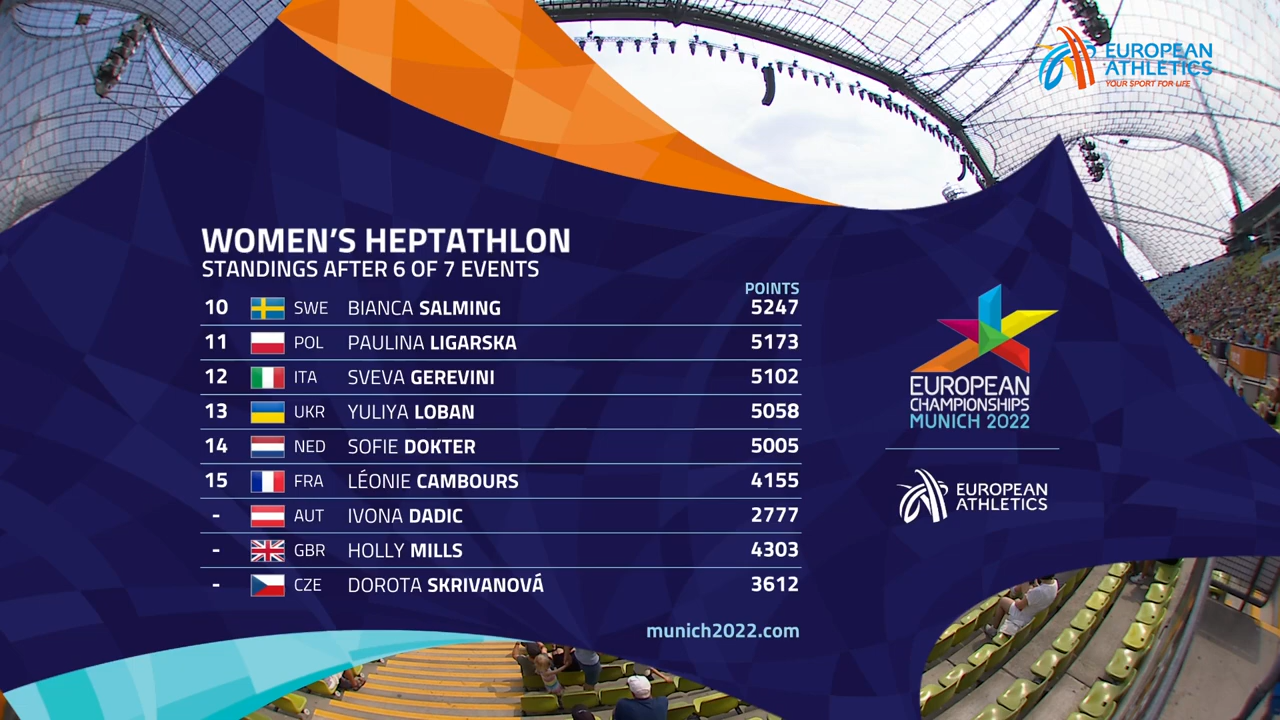 EUROPEAN
ATHLETICS
YOUR SPORT FOR LIFE
WOMEN'S HEPTATHLON
STANDINGS AFTER 6 OF 7 EVENTS
POINTS
10 SWE BIANCA SALMING 5247
11 POL PAULINA LIGARSKA 5173
12 ITA SVEVA GEREVINI 5102
13 UKR YULIYA LOBAN 5058
14 NED SOFIE DOKTER 5005
15 FRA LÉONIE CAMBOURS 4155
- AUT IVONA DADIC 2777
- GBR HOLLY MILLS 4303
- CZE DOROTA SKRIVANOVÁ 3612
munich2022.com
EUROPEAN
CHAMPIONSHIPS
MUNICH 2022
EUROPEAN
ATHLETICS